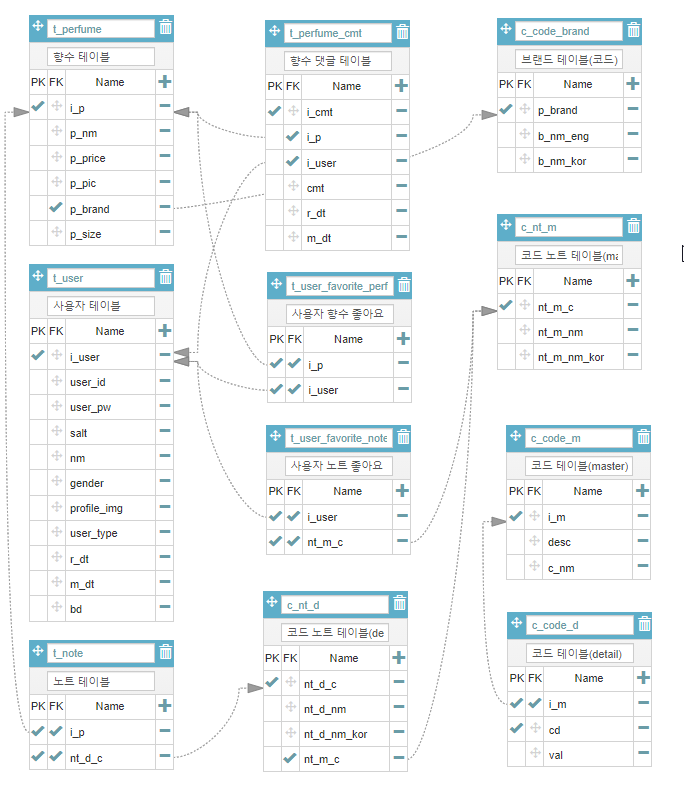 t_perfume
향수 테이블
PK FK Name
i_p
p_nm
p_price
p_pic
p_brand
p_size
t_user
사용자 테이블
PK FK Name
i_user
user_id
user_pw
salt
nm
gender
profile_img
user_type
r_dt
m_dt
bd
t_note
노트 테이블
PK FK Name
i_p
nt_d_c
t_perfume_cmt
향수 댓글 테이블
PK FK Name
i_cmt
i_p
i_user
cmt
r_dt
m_dt
t_user_favorite_perf
사용자 향수 좋아요
PK FK Name
i_p
i_user
t_user_favorite_note
사용자 노트 좋아요
PK FK Name
i_user
nt_m_c
c_nt_d
코드 노트 테이블(de
PK FK Name
nt_d_c
nt_d_nm
nt_d_nm_kor
nt_m_c
c_code_brand
브랜드 테이블(코드)
PK FK Name
p_brand
b_nm_eng
b_nm_kor
c_nt_m
코드 노트 테이블(ma
PK FK Name
nt_m_c
nt_m_nm
nt_m_nm_kor
c_code_m
코드 테이블(master)
PK FK Name
i_m
desc
c_nm
c_code_d
코드 테이블(detail)
PK FK Name
i_m
cd
val